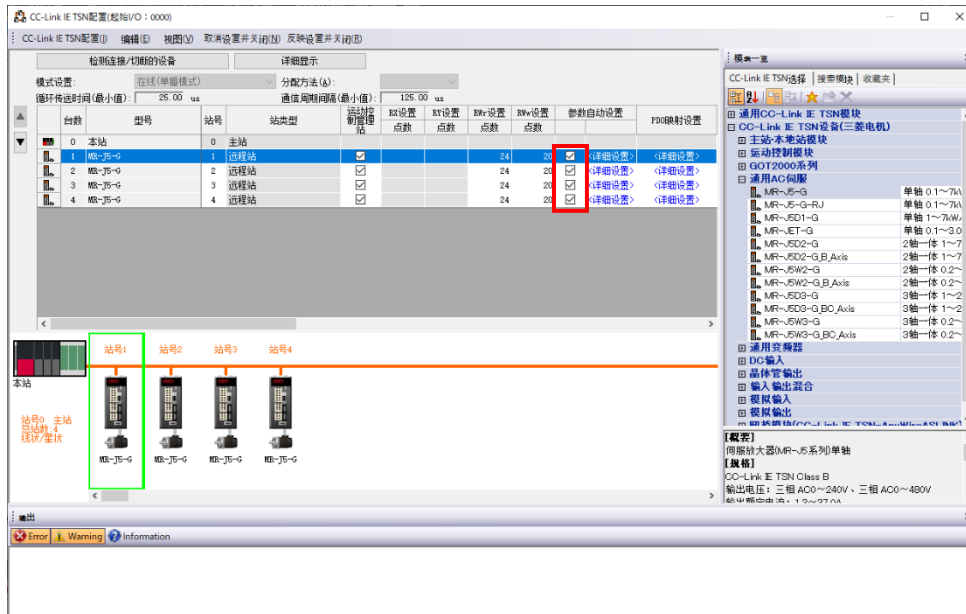 CC-Link IE TSN配置(起始I/O：0000)
CC-Link IE TSN配置(I) 编辑(E) 视图(V) 取消设置并关闭(N) 反映设置并关闭(R)
检测连接/切断的设备 详细显示
模式设置: 在线(单播模式) 分配方法(A):
循环传送时间(最小值): 25.00 us 通信周期间隔(最小值): 125.00 us
台数 型号 站号 站类型 运动控制管理站 RX设置 RY设置 RWr设置 RWw设置 参数自动设置 PDO映射设置
点数 点数 点数 点数
0 本站 0 主站
1 MR-J5-G 1 远程站 24 20 <详细设置> <详细设置>
2 MR-J5-G 2 远程站 24 20 <详细设置> <详细设置>
3 MR-J5-G 3 远程站 24 20 <详细设置> <详细设置>
4 MR-J5-G 4 远程站 24 20 <详细设置> <详细设置>
站号1 站号2 站号3 站号4
本站
站号0 主站
总站数:4
线状/星状
MR-J5-G MR-J5-G MR-J5-G MR-J5-G
模块一览
CC-Link IE TSN选择 搜索模块 收藏夹
通用CC-Link IE TSN模块
CC-Link IE TSN设备(三菱电机)
主站·本地站模块
运动控制模块
GOT2000系列
通用AC伺服
MR-J5-G 单轴 0.1～7kW
MR-J5-G-RJ 单轴 0.1～7kW
MR-J5D1-G 单轴 1～7kW/
MR-JET-G 单轴 0.1～3.0
MR-J5D2-G 2轴一体 1～7
MR-J5D2-G_B_Axis 2轴一体 1～7
MR-J5W2-G 2轴一体 0.2～
MR-J5W2-G_B_Axis 2轴一体 0.2～
MR-J5D3-G 3轴一体 1～2
MR-J5D3-G_BC_Axis 3轴一体 1～2
MR-J5W3-G 3轴一体 0.2～
MR-J5W3-G_BC_Axis 3轴一体 0.2～
通用变频器
DC输入
晶体管输出
输入输出混合
模拟输入
模拟输出
网桥模块(CC-Link IE TSN-AnyWireASLINK)
[概要]
伺服放大器(MR-J5系列)单轴
[规格]
CC-Link IE TSN Class B
输出电压：三相 AC0～240V、三相 AC0～480V
输出额定电流：1.3～37.0A
输出
Error Warning Information